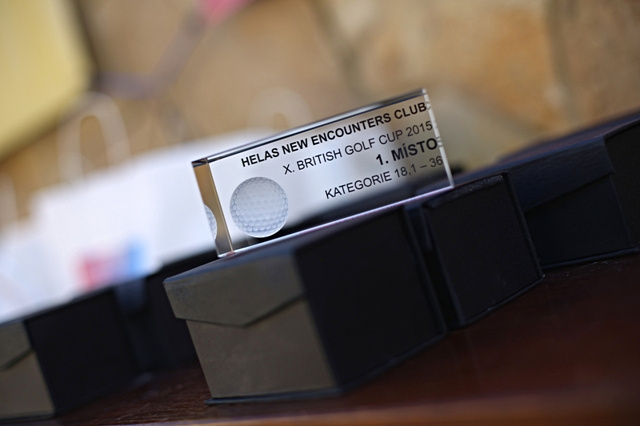 HELAS NEW ENCOUNTERS CLUB
X. BRITISH GOLF CUP 2015
1. MÍSTO
KATEGORIE 18,1 – 36